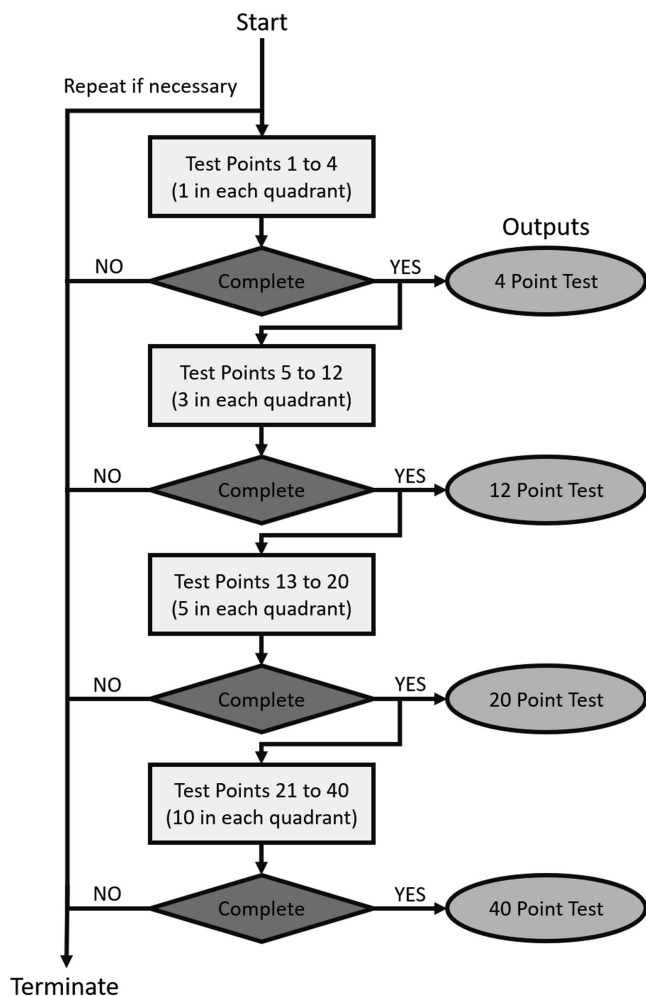 Start
Repeat if necessary
Test Points 1 to 4
(1 in each quadrant)
Outputs
NO
Complete
YES
4 Point Test
Test Points 5 to 12
(3 in each quadrant)
NO
Complete
YES
12 Point Test
Test Points 13 to 20
(5 in each quadrant)
NO
Complete
YES
20 Point Test
Test Points 21 to 40
(10 in each quadrant)
NO
Complete
YES
40 Point Test
Terminate